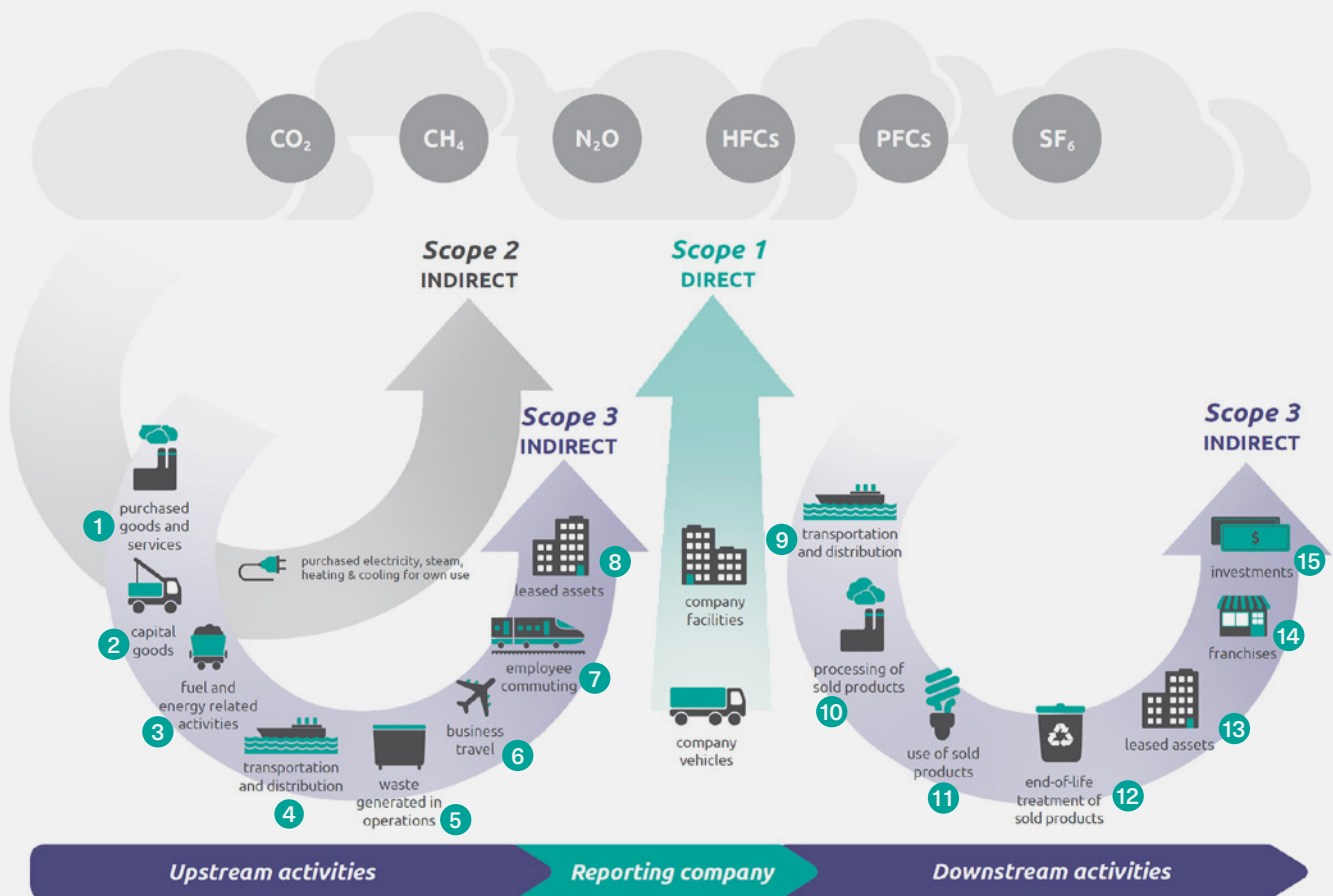 CO₂
CH₄
N₂O
HFCs
PFCs
SF₆
Scope 2
INDIRECT
Scope 1
DIRECT
Scope 3
INDIRECT
Scope 3
INDIRECT
1
purchased
goods and
services
2
capital
goods
3
fuel and
energy related
activities
purchased electricity, steam,
heating & cooling for own use
4
transportation
and distribution
5
waste
generated in
operations
6
business
travel
7
employee
commuting
8
leased assets
company
facilities
company
vehicles
9
transportation
and distribution
10
processing of
sold products
11
use of sold
products
12
end-of-life
treatment of
sold products
13
leased assets
14
franchises
$
15
investments
Upstream activities
Reporting company
Downstream activities